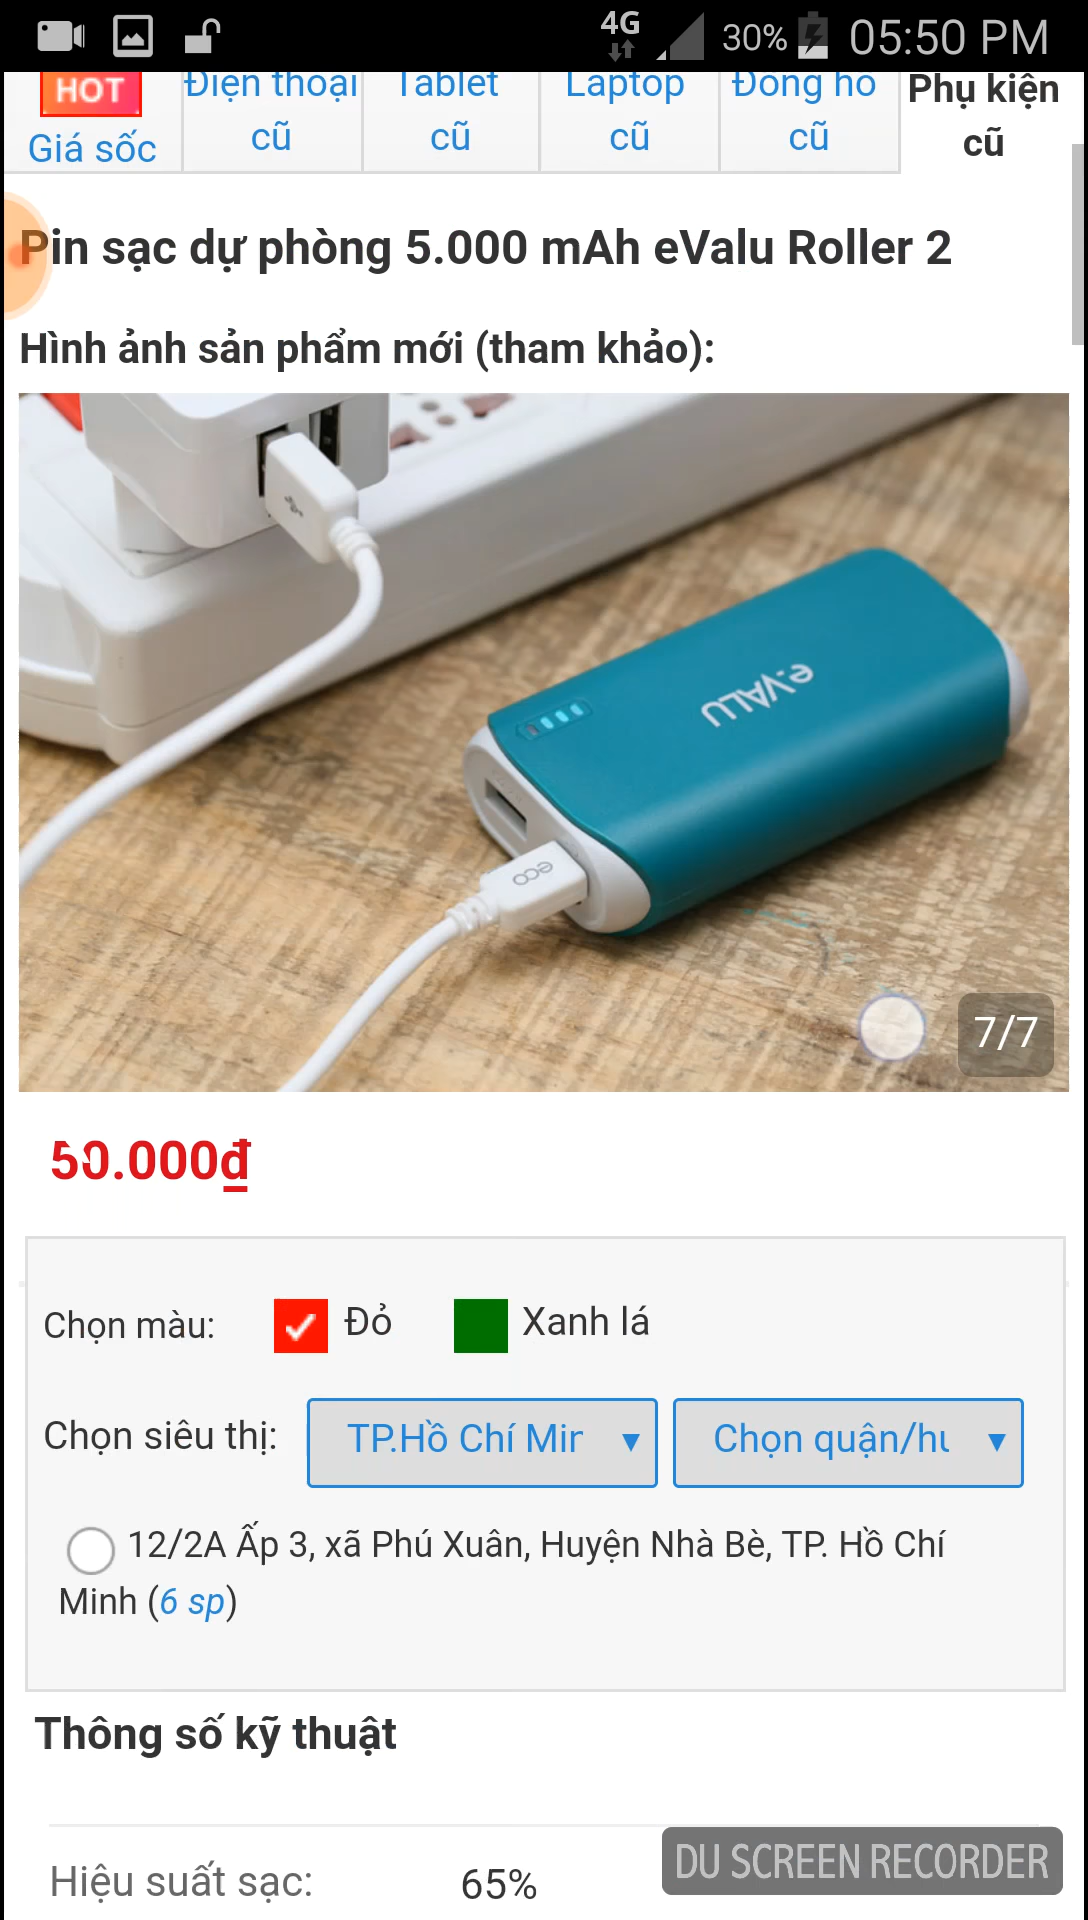 4G 30% 05:50 PM
HOT
Giá sốc
Điện thoại
cũ
Tablet
cũ
Laptop
cũ
Đồng hồ
cũ
Phụ kiện
cũ
Pin sạc dự phòng 5.000 mAh eValu Roller 2
Hình ảnh sản phẩm mới (tham khảo):
e.VALU
eco
7/7
50.000₫
Chọn màu: Đỏ Xanh lá
Chọn siêu thị: TP.Hồ Chí Min ▼ Chọn quận/hu ▼
12/2A Ấp 3, xã Phú Xuân, Huyện Nhà Bè, TP. Hồ Chí
Minh (6 sp)
Thông số kỹ thuật
Hiệu suất sạc: 65%
DU SCREEN RECORDER